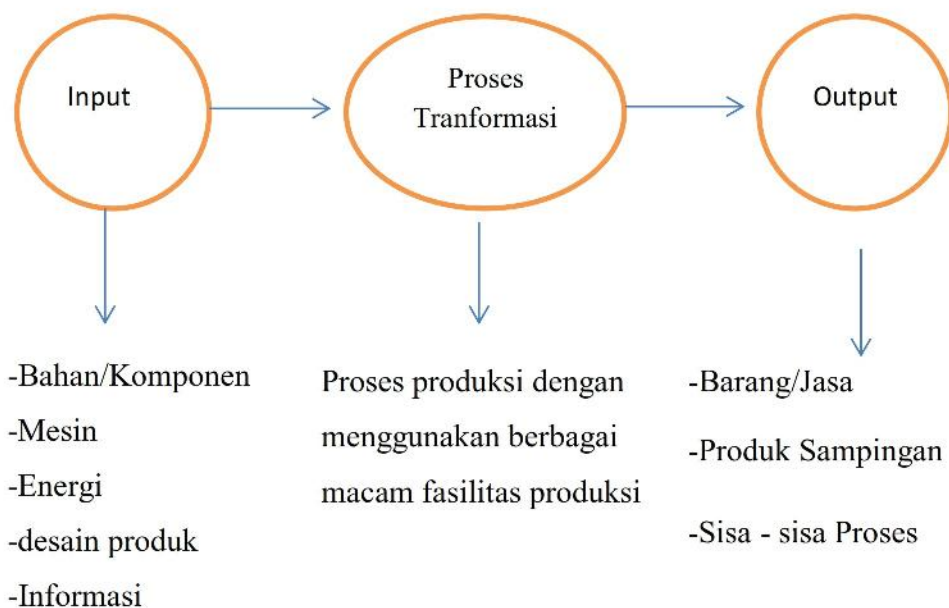 Input
Proses
Tranformasi
Output
-Bahan/Komponen
-Mesin
-Energi
-desain produk
-Informasi
Proses produksi dengan
menggunakan berbagai
macam fasilitas produksi
-Barang/Jasa
-Produk Sampingan
-Sisa - sisa Proses